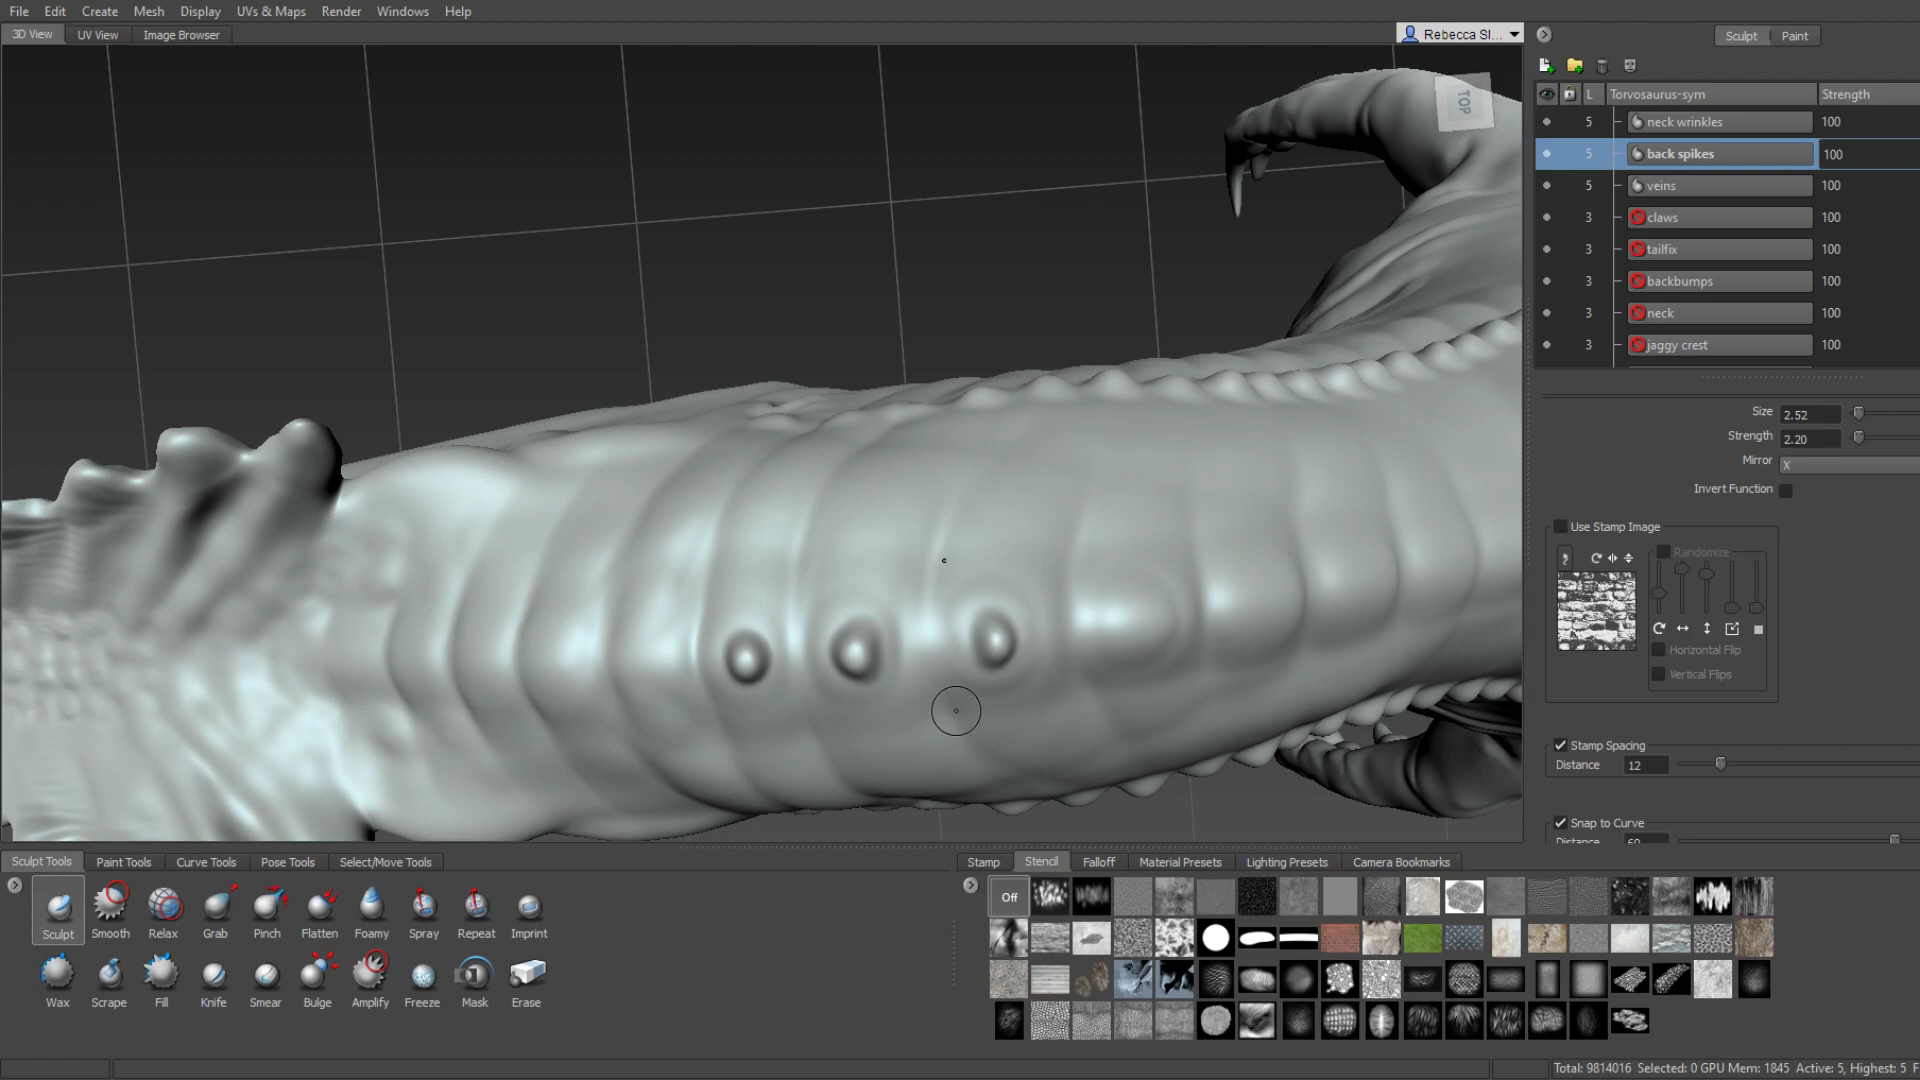 File Edit Create Mesh Display UVs & Maps Render Windows Help
3D View UV View Image Browser
Rebecca Sl...
Sculpt Paint
L Torvosaurus-sym Strength
5 neck wrinkles 100
5 back spikes 100
5 veins 100
3 claws 100
3 tailfix 100
3 backbumps 100
3 neck 100
3 jaggy crest 100
TOP
Size 2.52
Strength 2.20
Mirror X
Invert Function
Use Stamp Image
Randomize
Horizontal Flip
Vertical Flips
Stamp Spacing
Distance 12
Snap to Curve
Distance 60
Sculpt Tools Paint Tools Curve Tools Pose Tools Select/Move Tools
Sculpt Smooth Relax Grab Pinch Flatten Foamy Spray Repeat Imprint
Wax Scrape Fill Knife Smear Bulge Amplify Freeze Mask Erase
Stamp Stencil Falloff Material Presets Lighting Presets Camera Bookmarks
Off
Total: 9814016 Selected: 0 GPU Mem: 1845 Active: 5, Highest: 5 F